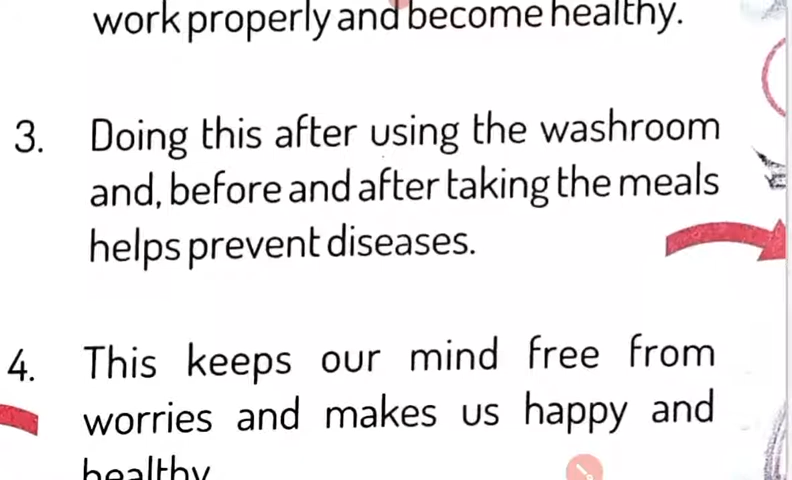 work properly and become healthy.
3. Doing this after using the washroom
and, before and after taking the meals
helps prevent diseases.
4. This keeps our mind free from
worries and makes us happy and
healthy